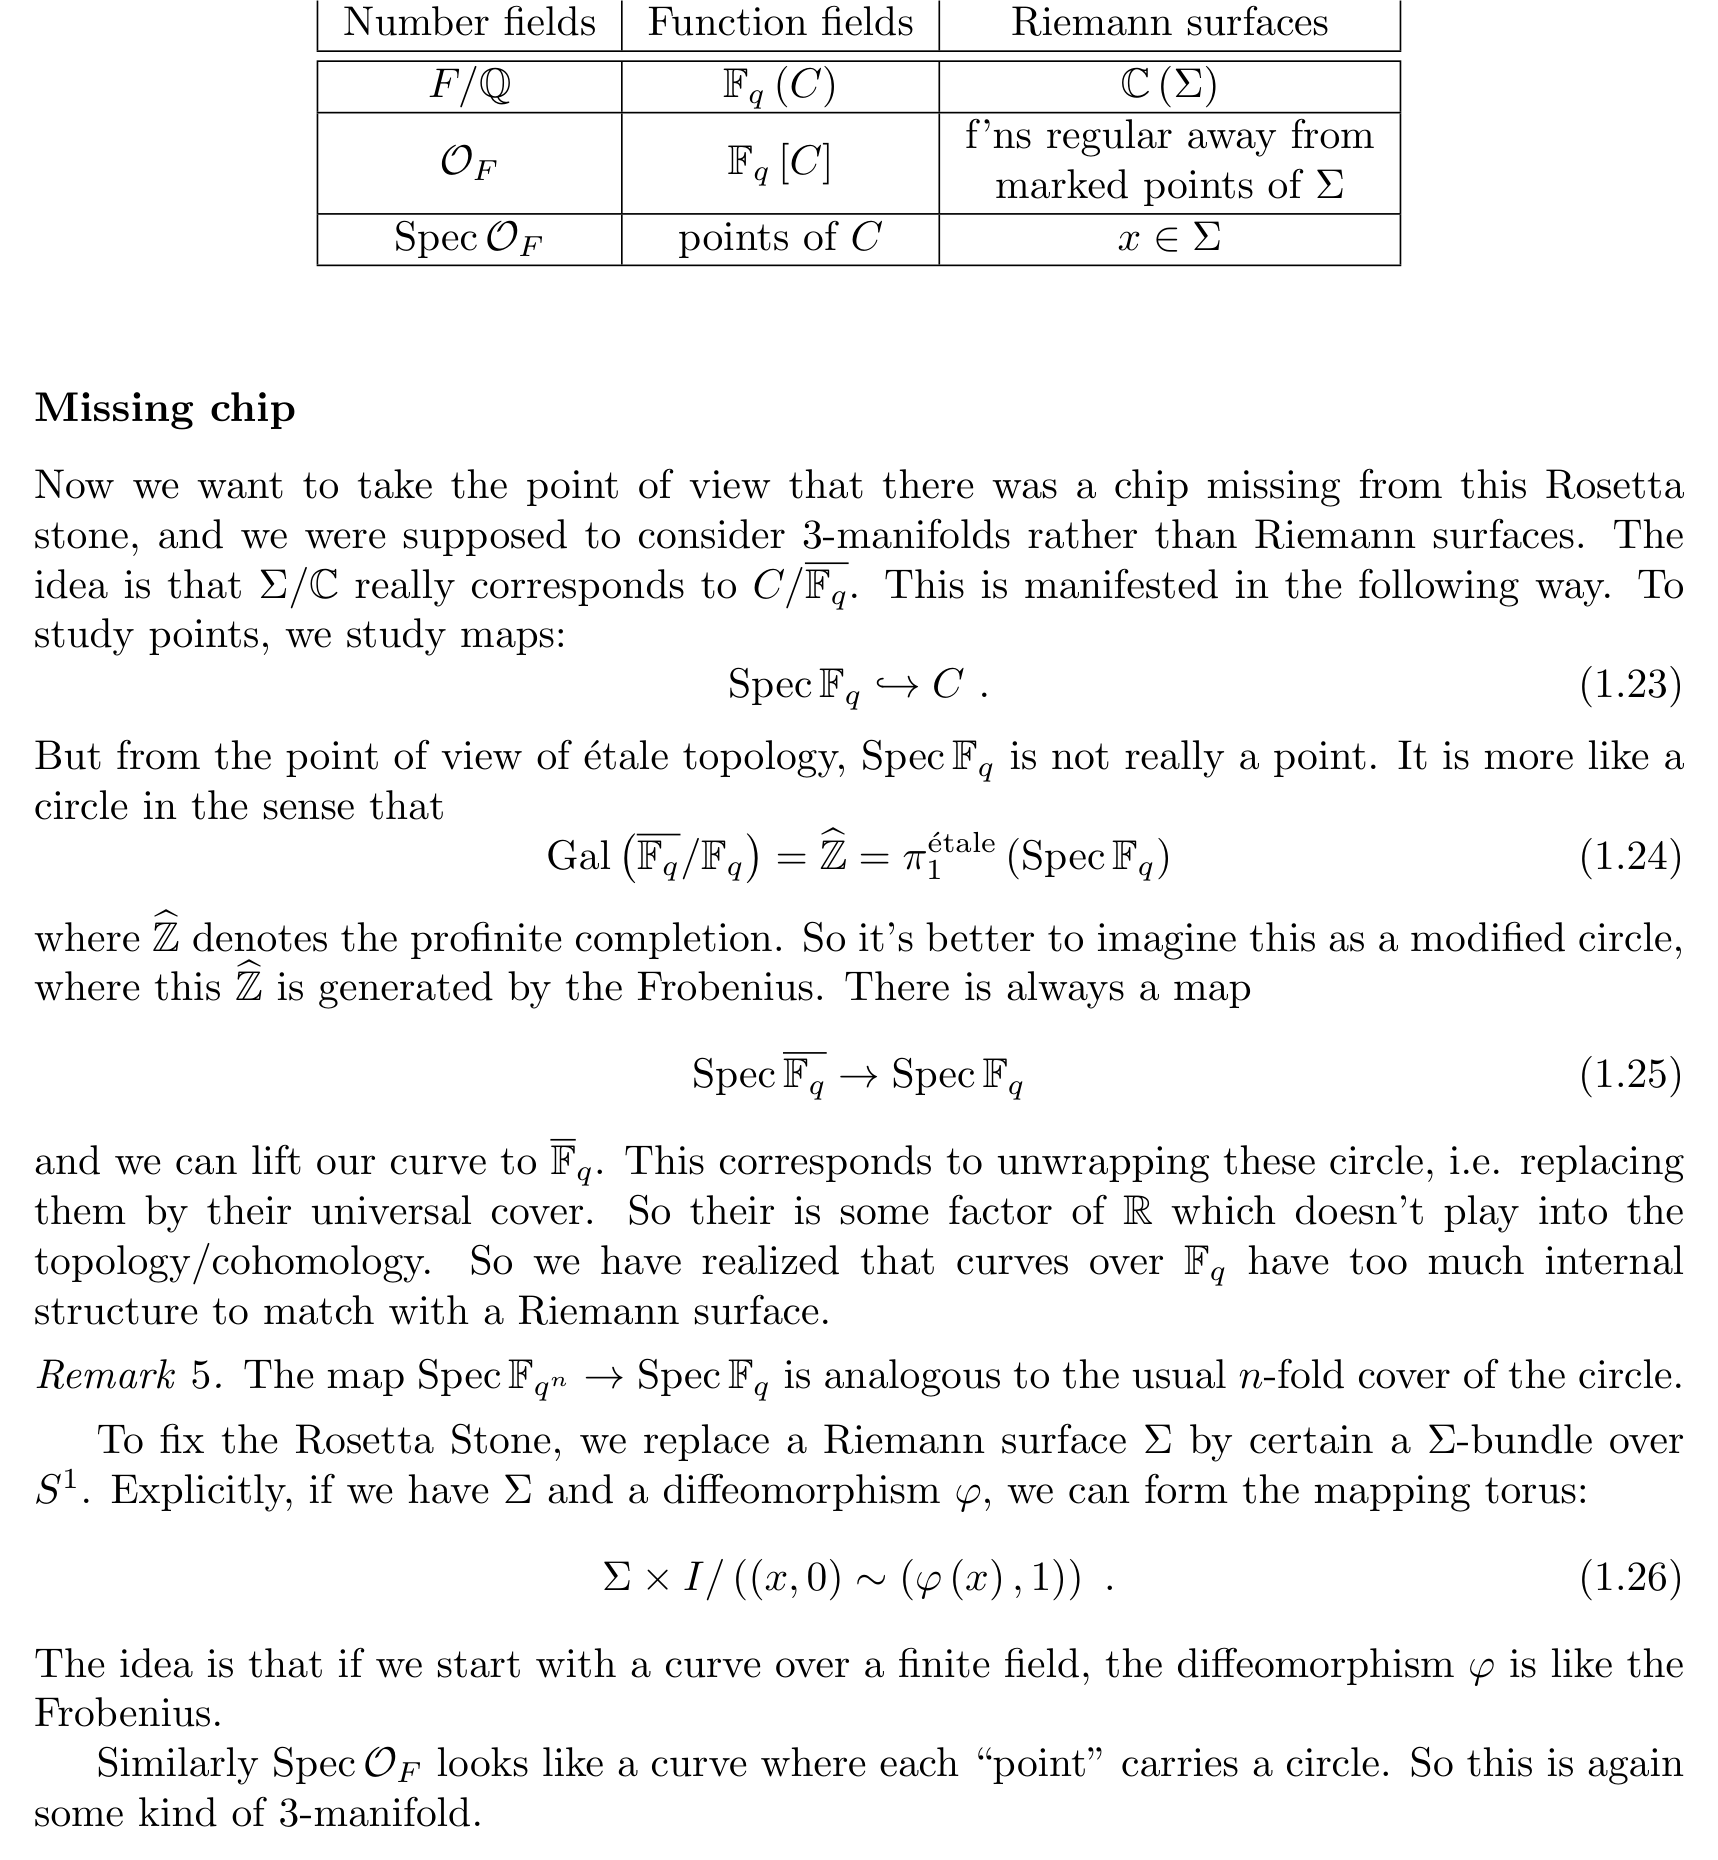 Number fields Function fields Riemann surfaces
F/ℚ 𝔽_q (C) ℂ (Σ)
𝒪_F 𝔽_q [C] f’ns regular away from
marked points of Σ
Spec 𝒪_F points of C x ∈ Σ
Missing chip
Now we want to take the point of view that there was a chip missing from this Rosetta
stone, and we were supposed to consider 3-manifolds rather than Riemann surfaces. The
idea is that Σ/ℂ really corresponds to C/\overline{𝔽_q}. This is manifested in the following way. To
study points, we study maps:
Spec 𝔽_q ↪ C . (1.23)
But from the point of view of étale topology, Spec 𝔽_q is not really a point. It is more like a
circle in the sense that
Gal (\overline{𝔽_q}/𝔽_q) = \widehat{ℤ} = π_1^{étale} (Spec 𝔽_q) (1.24)
where \widehat{ℤ} denotes the profinite completion. So it’s better to imagine this as a modified circle,
where this \widehat{ℤ} is generated by the Frobenius. There is always a map
Spec \overline{𝔽_q} → Spec 𝔽_q (1.25)
and we can lift our curve to \overline{𝔽}_q. This corresponds to unwrapping these circle, i.e. replacing
them by their universal cover. So their is some factor of ℝ which doesn’t play into the
topology/cohomology. So we have realized that curves over 𝔽_q have too much internal
structure to match with a Riemann surface.
Remark 5. The map Spec 𝔽_{q^n} → Spec 𝔽_q is analogous to the usual n-fold cover of the circle.
To fix the Rosetta Stone, we replace a Riemann surface Σ by certain a Σ-bundle over
S^1. Explicitly, if we have Σ and a diffeomorphism φ, we can form the mapping torus:
Σ × I/ ((x, 0) ∼ (φ (x) , 1)) . (1.26)
The idea is that if we start with a curve over a finite field, the diffeomorphism φ is like the
Frobenius.
Similarly Spec 𝒪_F looks like a curve where each “point” carries a circle. So this is again
some kind of 3-manifold.